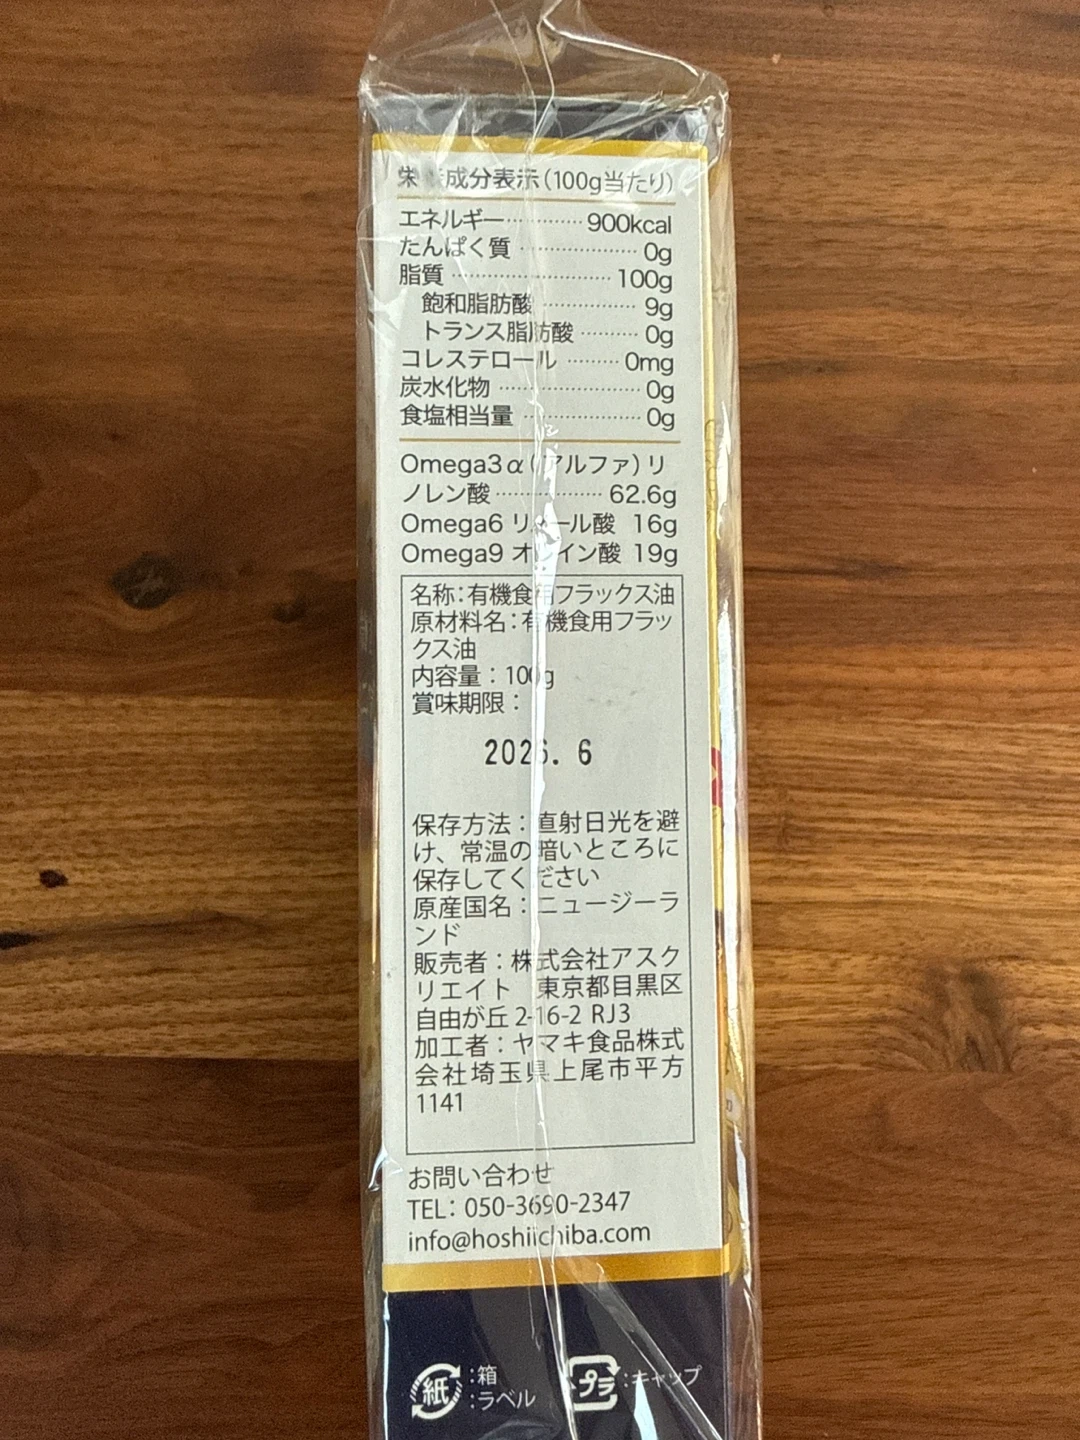 栄養成分表示（100g当たり）
エネルギー············900kcal
たんぱく質··················0g
脂質························100g
飽和脂肪酸················9g
トランス脂肪酸··········0g
コレステロール·········0mg
炭水化物······················0g
食塩相当量··················0g
Omega3α（アルファ）リ
ノレン酸··················62.6g
Omega6 リノール酸 16g
Omega9 オレイン酸 19g
名称：有機食用フラックス油
原材料名：有機食用フラッ
クス油
内容量：100g
賞味期限：
2026. 6
保存方法：直射日光を避
け、常温の暗いところに
保存してください
原産国名：ニュージーラ
ンド
販売者：株式会社アスク
リエイト 東京都目黒区
自由が丘 2-16-2 RJ3
加工者：ヤマキ食品株式
会社埼玉県上尾市平方
1141
お問い合わせ
TEL: 050-3690-2347
info@hoshiichiba.com
紙：箱
：ラベル
プラ：キャップ